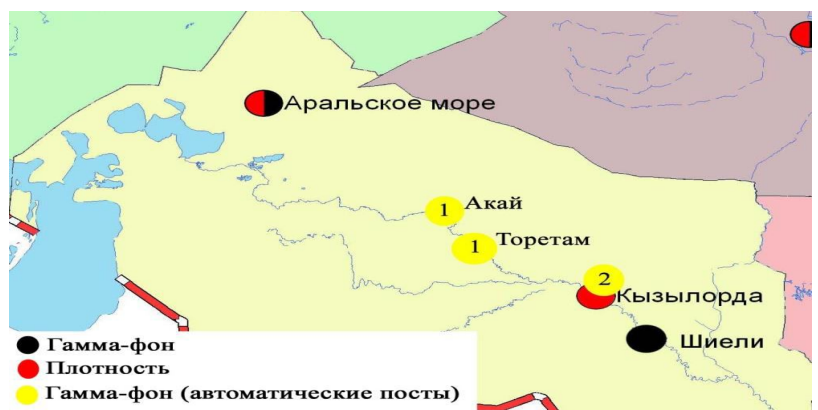 Аральское море
1 Акай
1 Торетам
2
Кызылорда
Шиели
Гамма-фон
Плотность
Гамма-фон (автоматические посты)